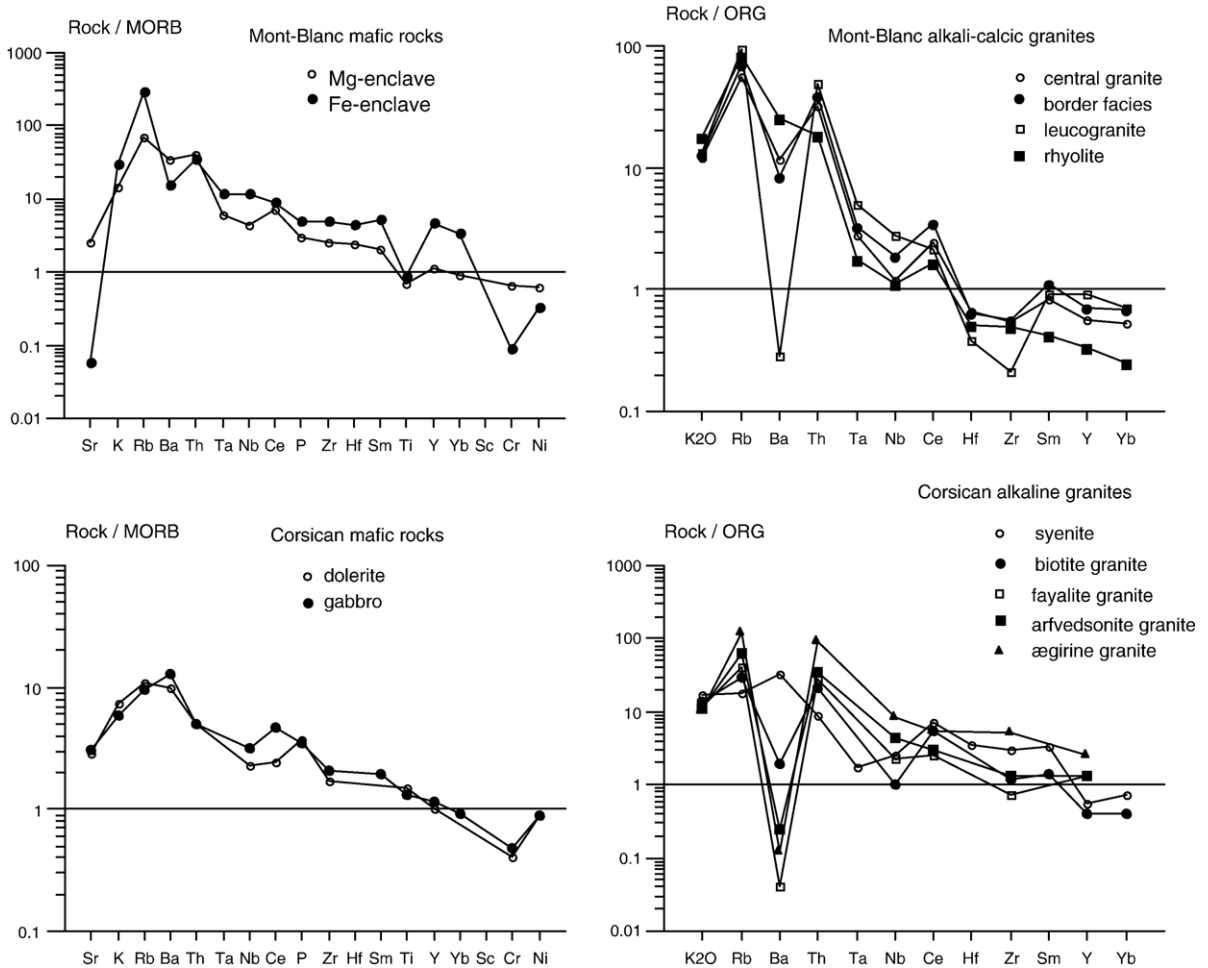 Rock / MORB
Mont-Blanc mafic rocks
Mg-enclave
Fe-enclave
1000
100
10
1
0.1
0.01
Sr K Rb Ba Th Ta Nb Ce P Zr Hf Sm Ti Y Yb Sc Cr Ni
Rock / ORG
Mont-Blanc alkali-calcic granites
central granite
border facies
leucogranite
rhyolite
100
10
1
0.1
K2O Rb Ba Th Ta Nb Ce Hf Zr Sm Y Yb
Rock / MORB
Corsican mafic rocks
dolerite
gabbro
100
10
1
0.1
Sr K Rb Ba Th Ta Nb Ce P Zr Hf Sm Ti Y Yb Sc Cr Ni
Corsican alkaline granites
Rock / ORG
syenite
biotite granite
fayalite granite
arfvedsonite granite
ægirine granite
1000
100
10
1
0.1
0.01
K2O Rb Ba Th Ta Nb Ce Hf Zr Sm Y Yb